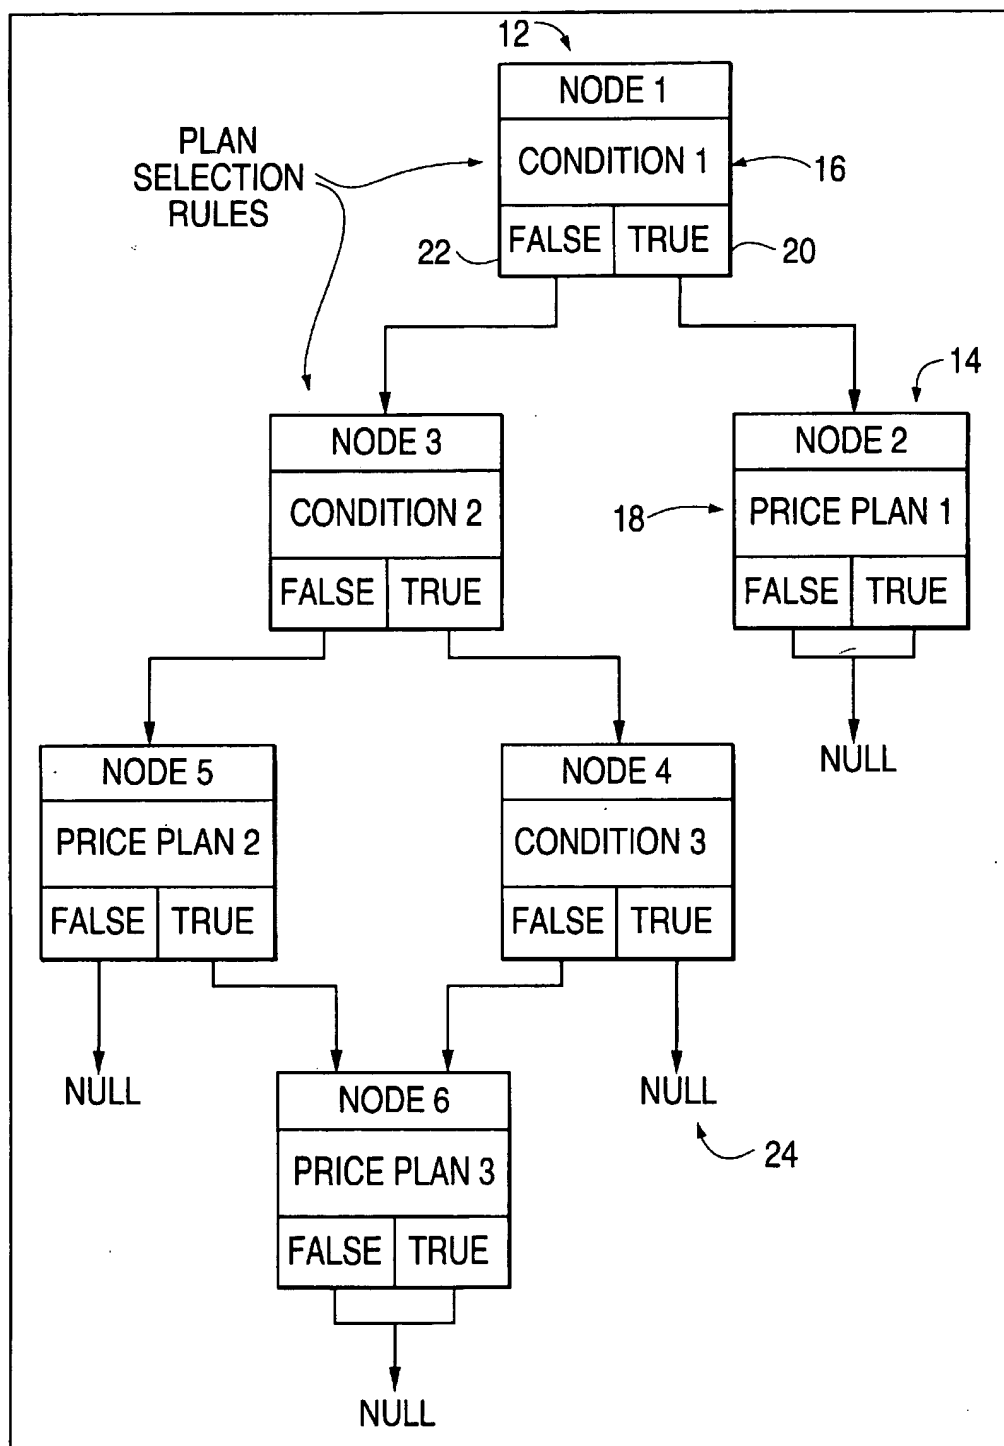 12
NODE 1
PLAN
SELECTION
RULES
CONDITION 1
16
22
FALSE
TRUE
20
14
NODE 3
NODE 2
CONDITION 2
18
PRICE PLAN 1
FALSE
TRUE
FALSE
TRUE
NODE 5
NODE 4
NULL
PRICE PLAN 2
CONDITION 3
FALSE
TRUE
FALSE
TRUE
NULL
NODE 6
NULL
24
PRICE PLAN 3
FALSE
TRUE
NULL